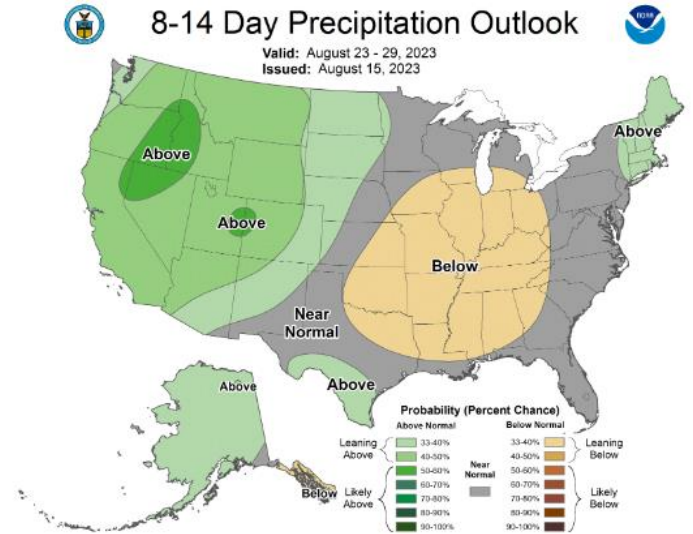 8-14 Day Precipitation Outlook
Valid: August 23 - 29, 2023
Issued: August 15, 2023
NOAA
Above
Above
Above
Below
Near
Normal
Above
Above
Below
Probability (Percent Chance)
Above Normal
Below Normal
Leaning
Above
33-40%
40-50%
Likely
Above
50-60%
60-70%
70-80%
80-90%
90-100%
Near
Normal
33-40%
40-50%
Leaning
Below
50-60%
60-70%
70-80%
80-90%
90-100%
Likely
Below